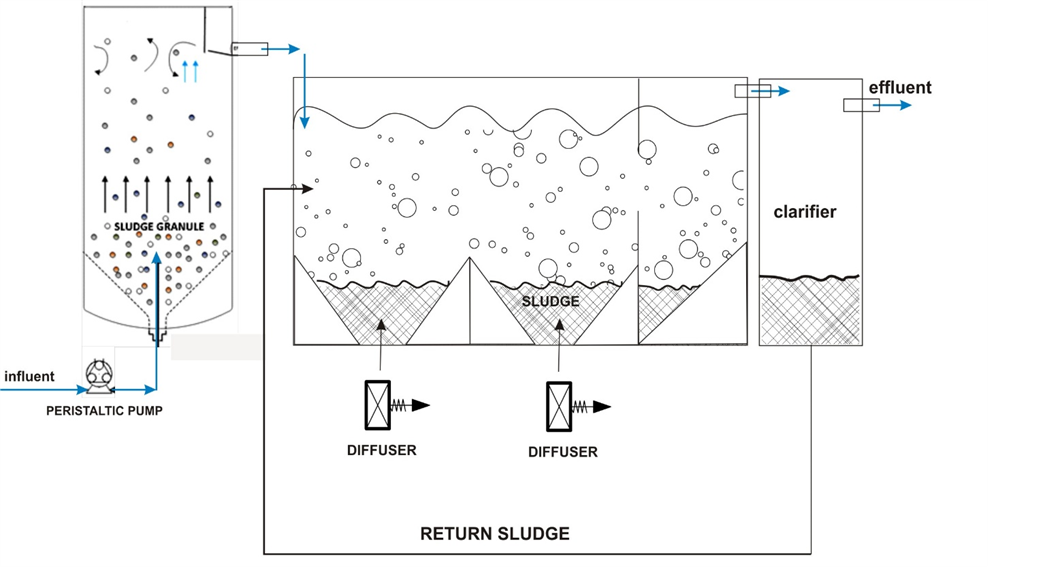 effluent
clarifier
SLUDGE GRANULE
SLUDGE
influent
PERISTALTIC PUMP
DIFFUSER
DIFFUSER
RETURN SLUDGE